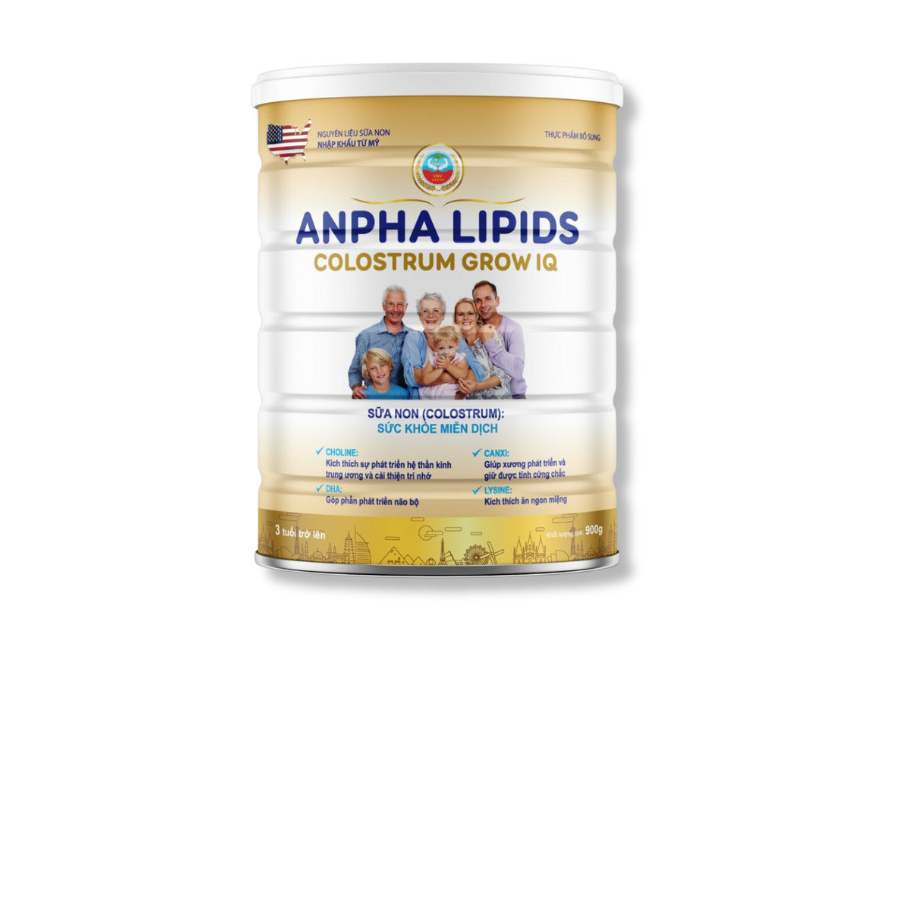 NGUYÊN LIỆU SỮA NON
NHẬP KHẨU TỪ MỸ
THỰC PHẨM BỔ SUNG
ANPHA LIPIDS
COLOSTRUM GROW IQ
SỮA NON (COLOSTRUM):
SỨC KHỎE MIỄN DỊCH
CHOLINE:
Kích thích sự phát triển hệ thần kinh
trung ương và cải thiện trí nhớ
DHA:
Góp phần phát triển não bộ
CANXI:
Giúp xương phát triển và
giữ được tính cứng chắc
LYSINE:
Kích thích ăn ngon miệng
3 tuổi trở lên
900g